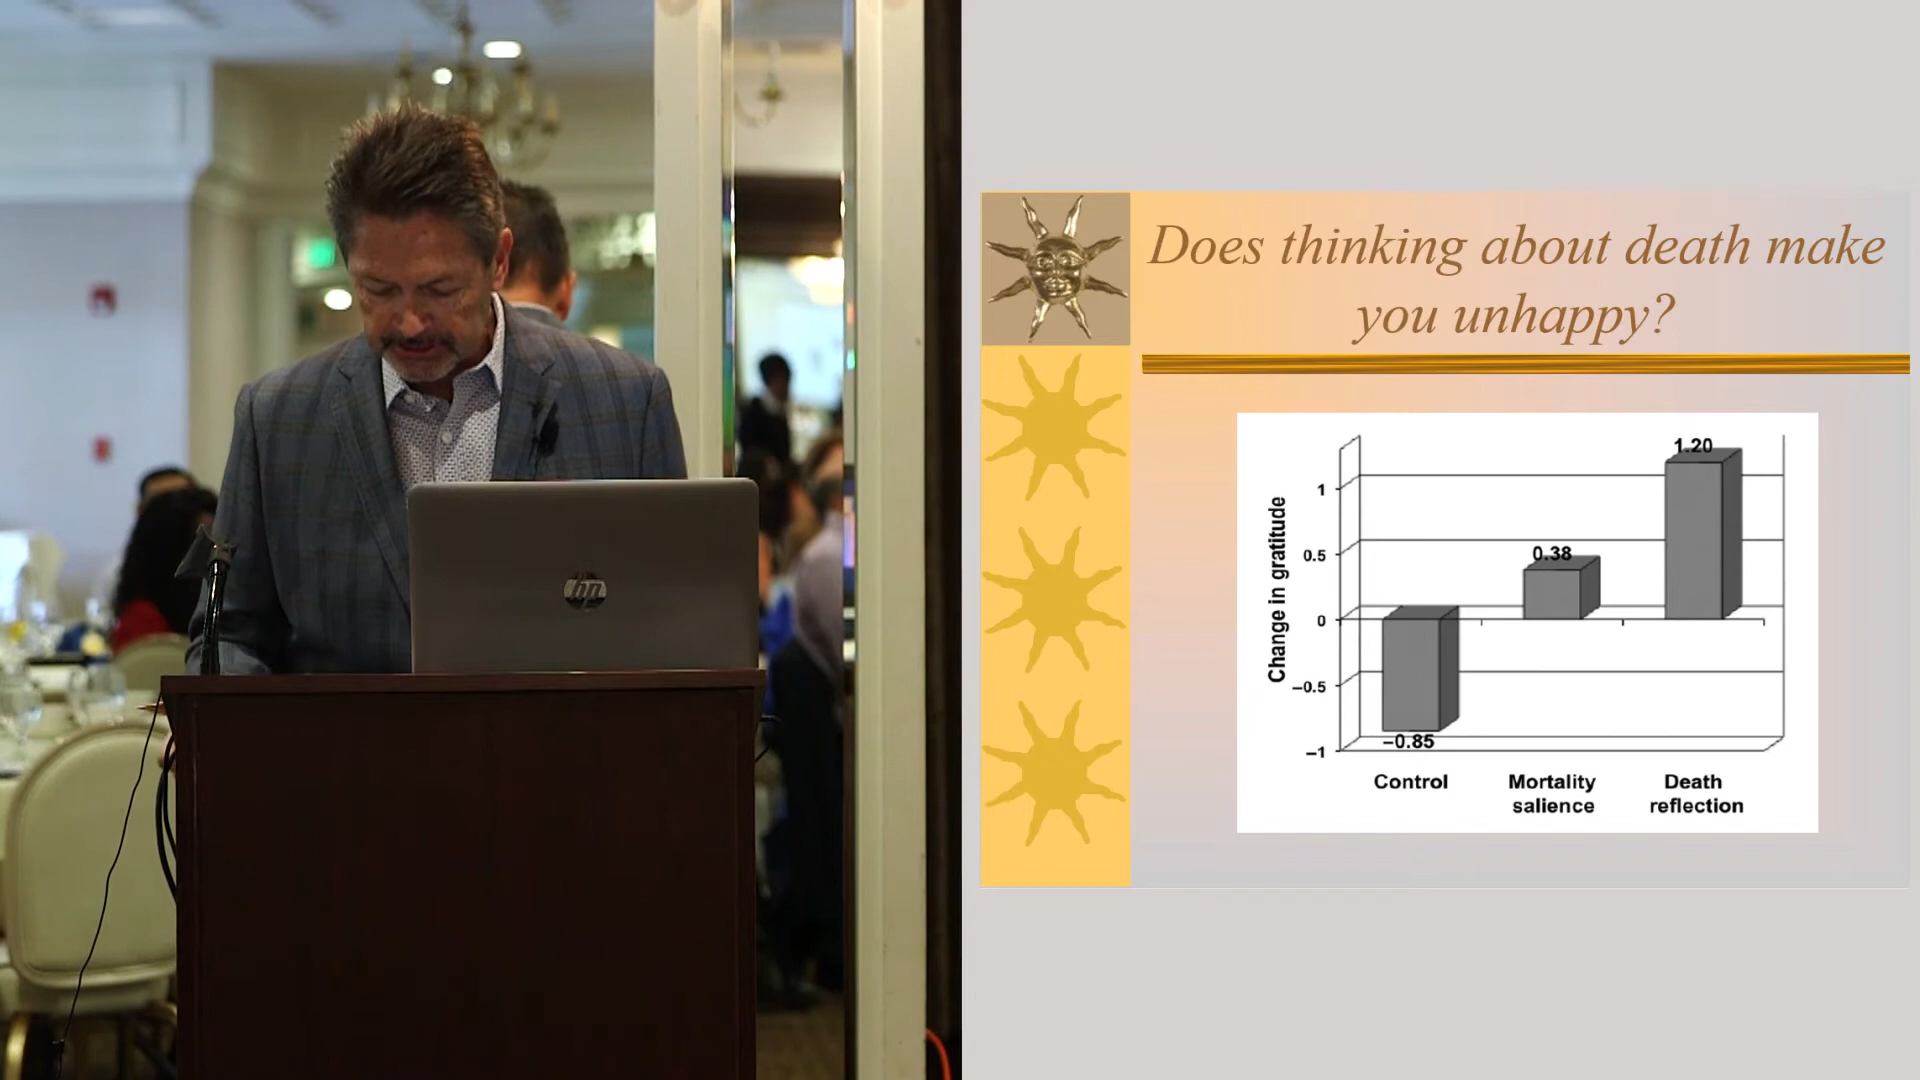 hp
Does thinking about death make
you unhappy?
Change in gratitude
1
0.5
0
−0.5
−1
−0.85
0.38
1.20
Control
Mortality
salience
Death
reflection